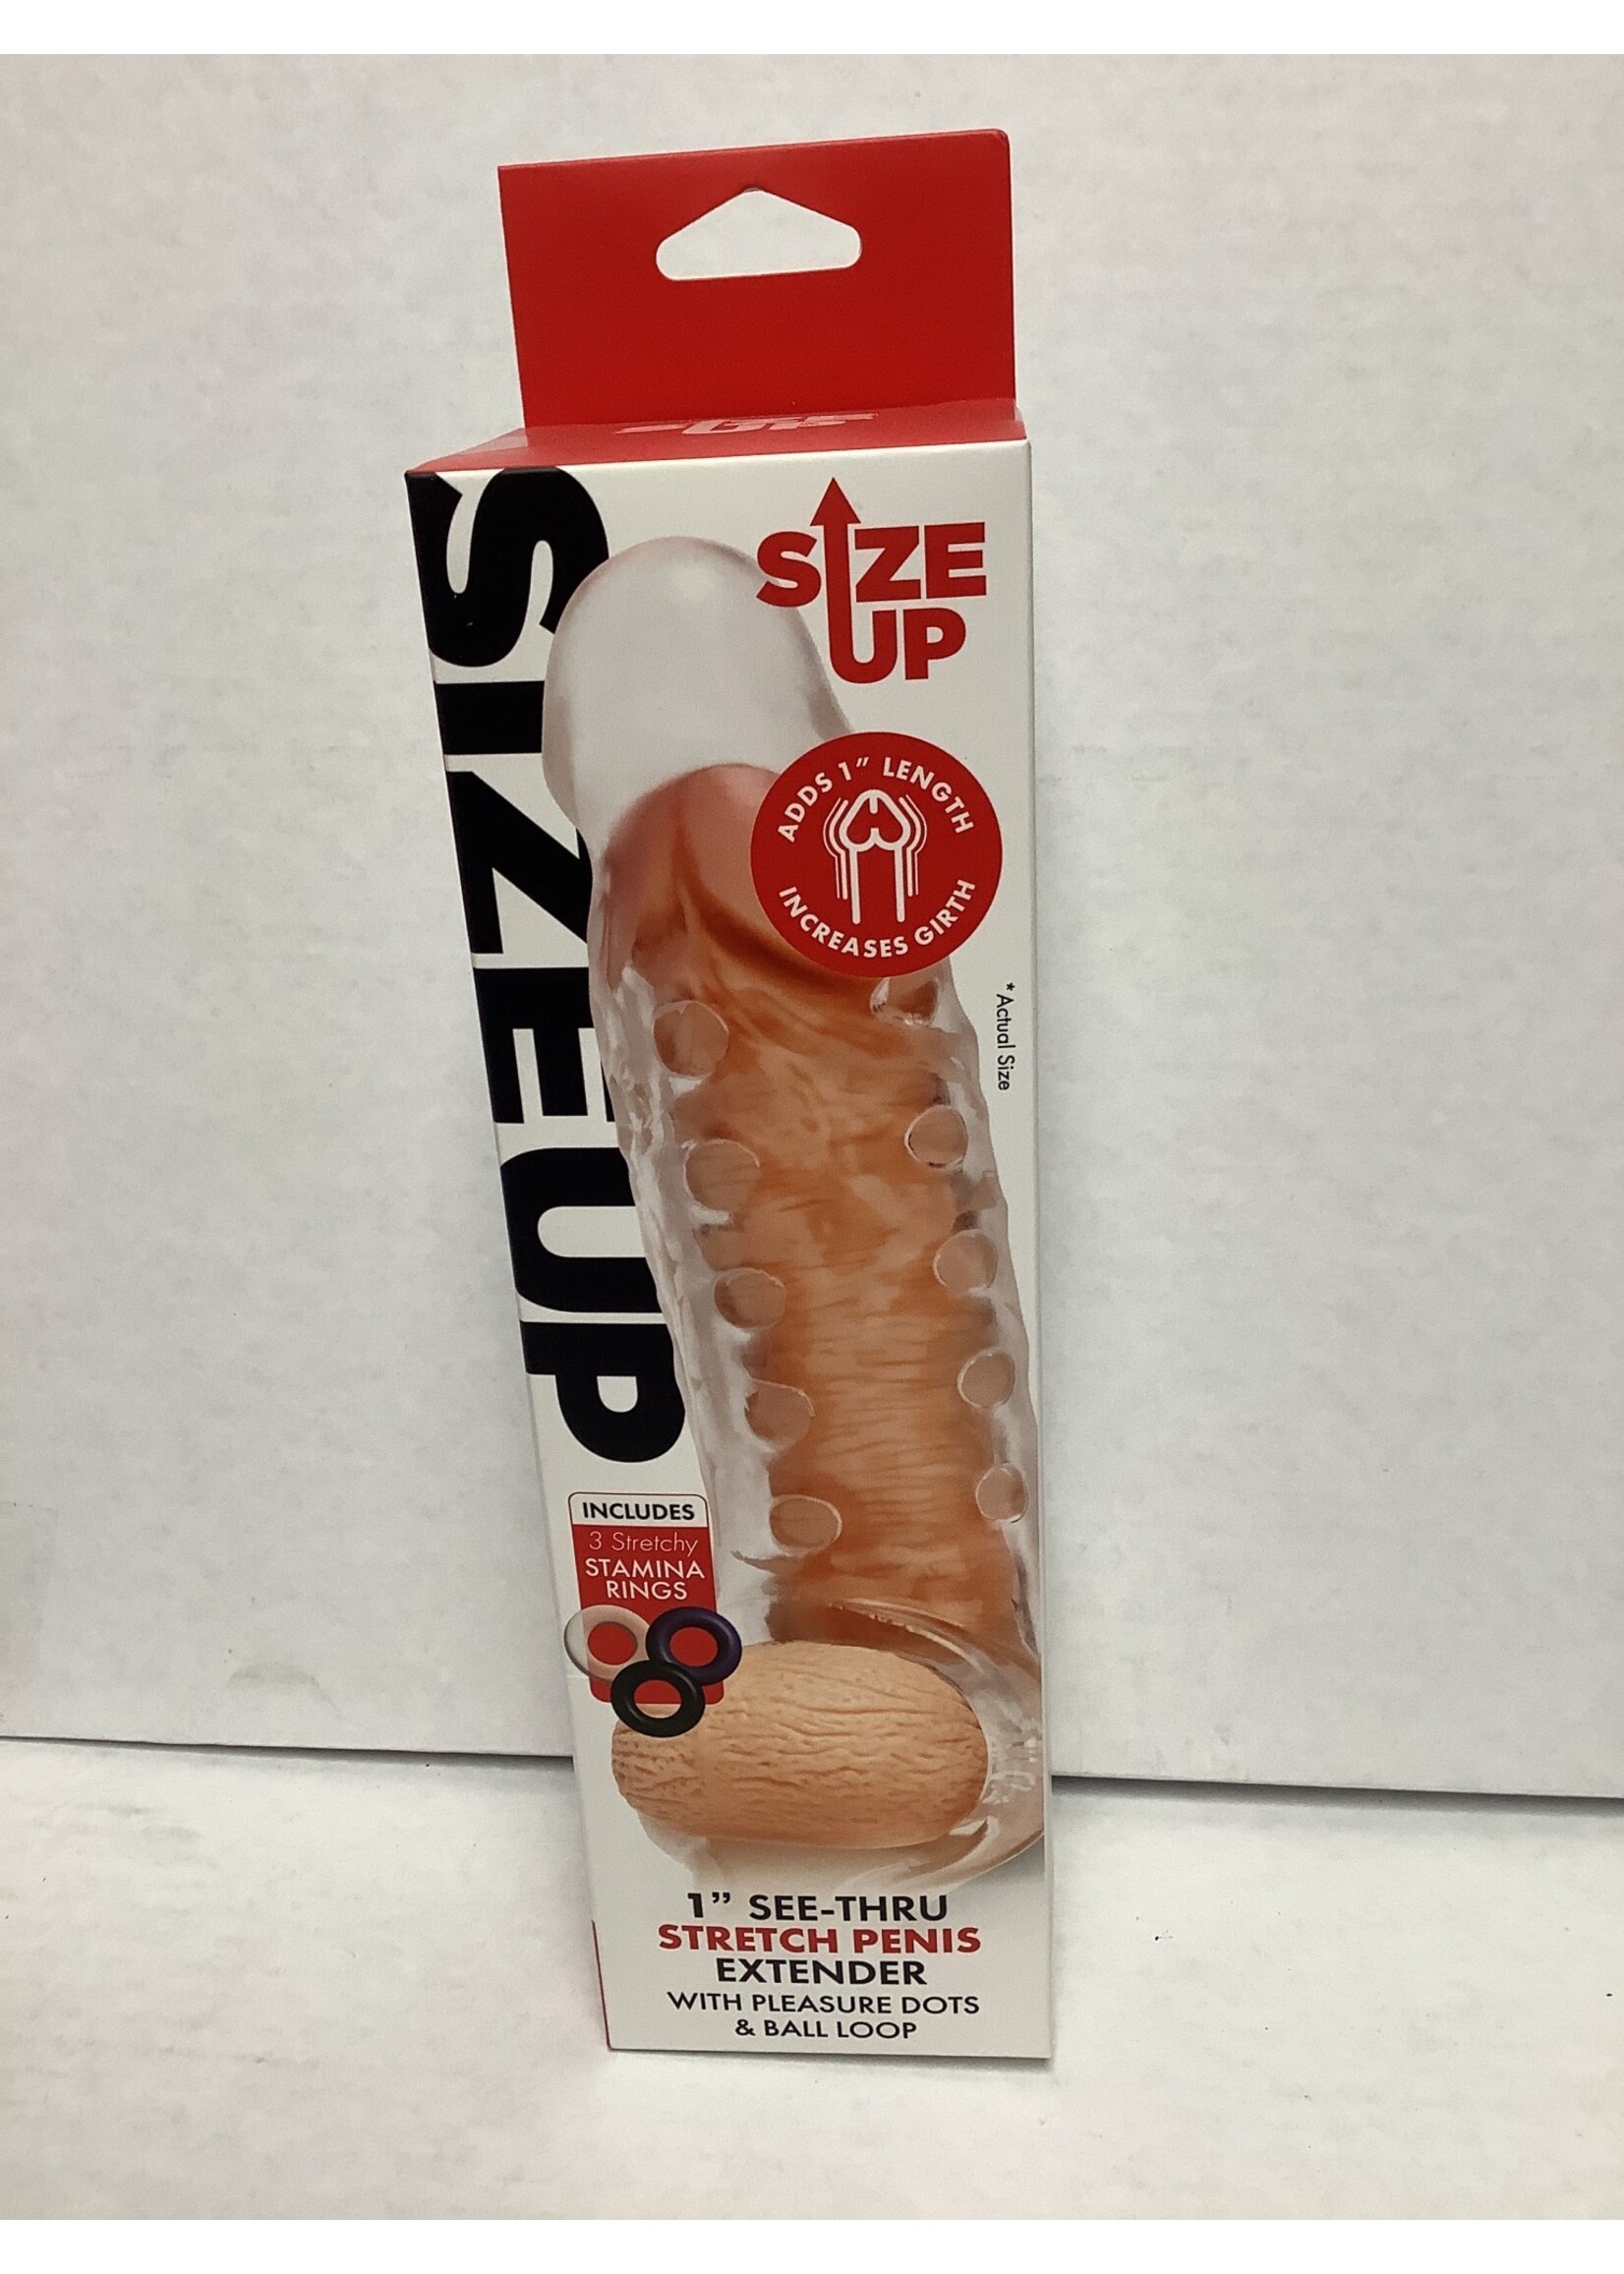 SIZE UP
SIZE
UP
ADDS 1" LENGTH
INCREASES GIRTH
* Actual Size
INCLUDES
3 Stretchy
STAMINA
RINGS
1” SEE-THRU
STRETCH PENIS
EXTENDER
WITH PLEASURE DOTS
& BALL LOOP